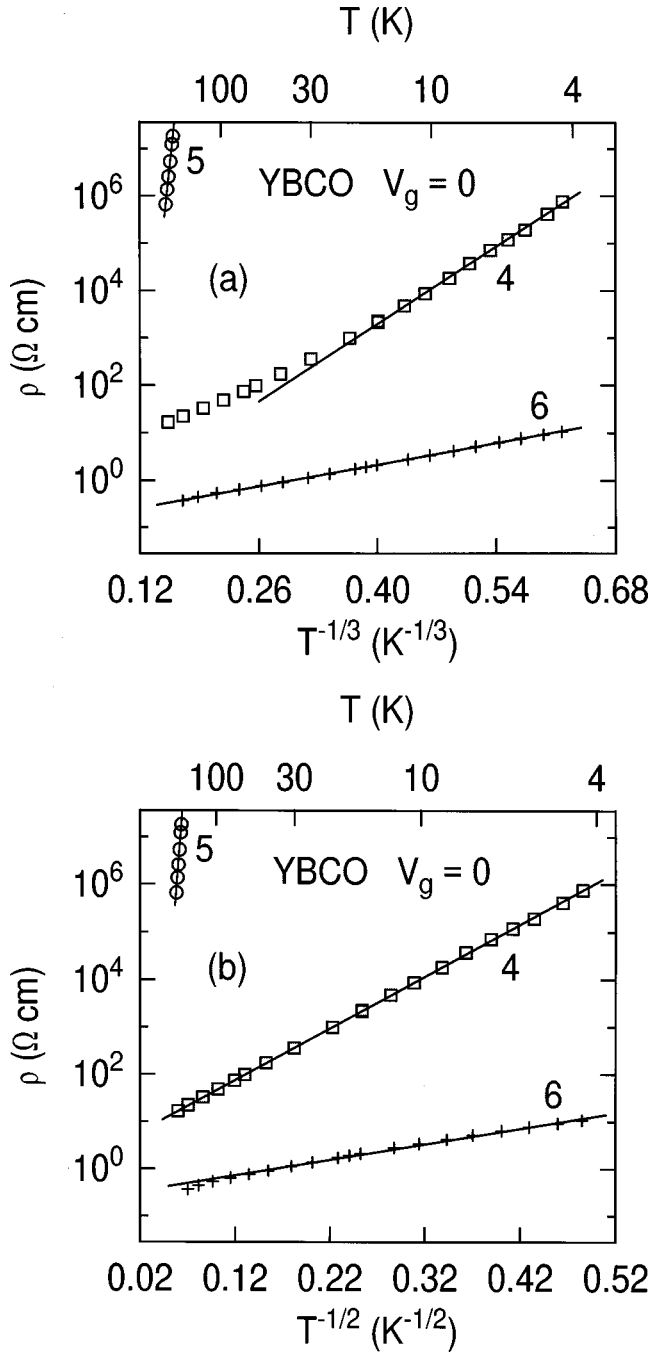 T (K)
100 30 10 4
5
YBCO V_g = 0
10^6
(a)
10^4
4
ρ (Ω cm)
10^2
6
10^0
0.12 0.26 0.40 0.54 0.68
T^-1/3 (K^-1/3)
T (K)
100 30 10 4
5
YBCO V_g = 0
10^6
(b)
4
10^4
ρ (Ω cm)
10^2
6
10^0
0.02 0.12 0.22 0.32 0.42 0.52
T^-1/2 (K^-1/2)